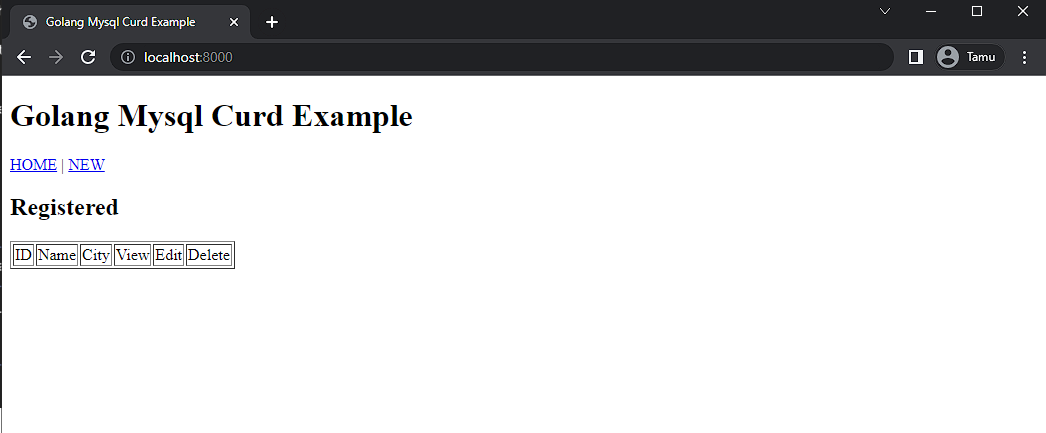 Golang Mysql Curd Example
localhost:8000
Tamu
Golang Mysql Curd Example
HOME | NEW
Registered
ID Name City View Edit Delete